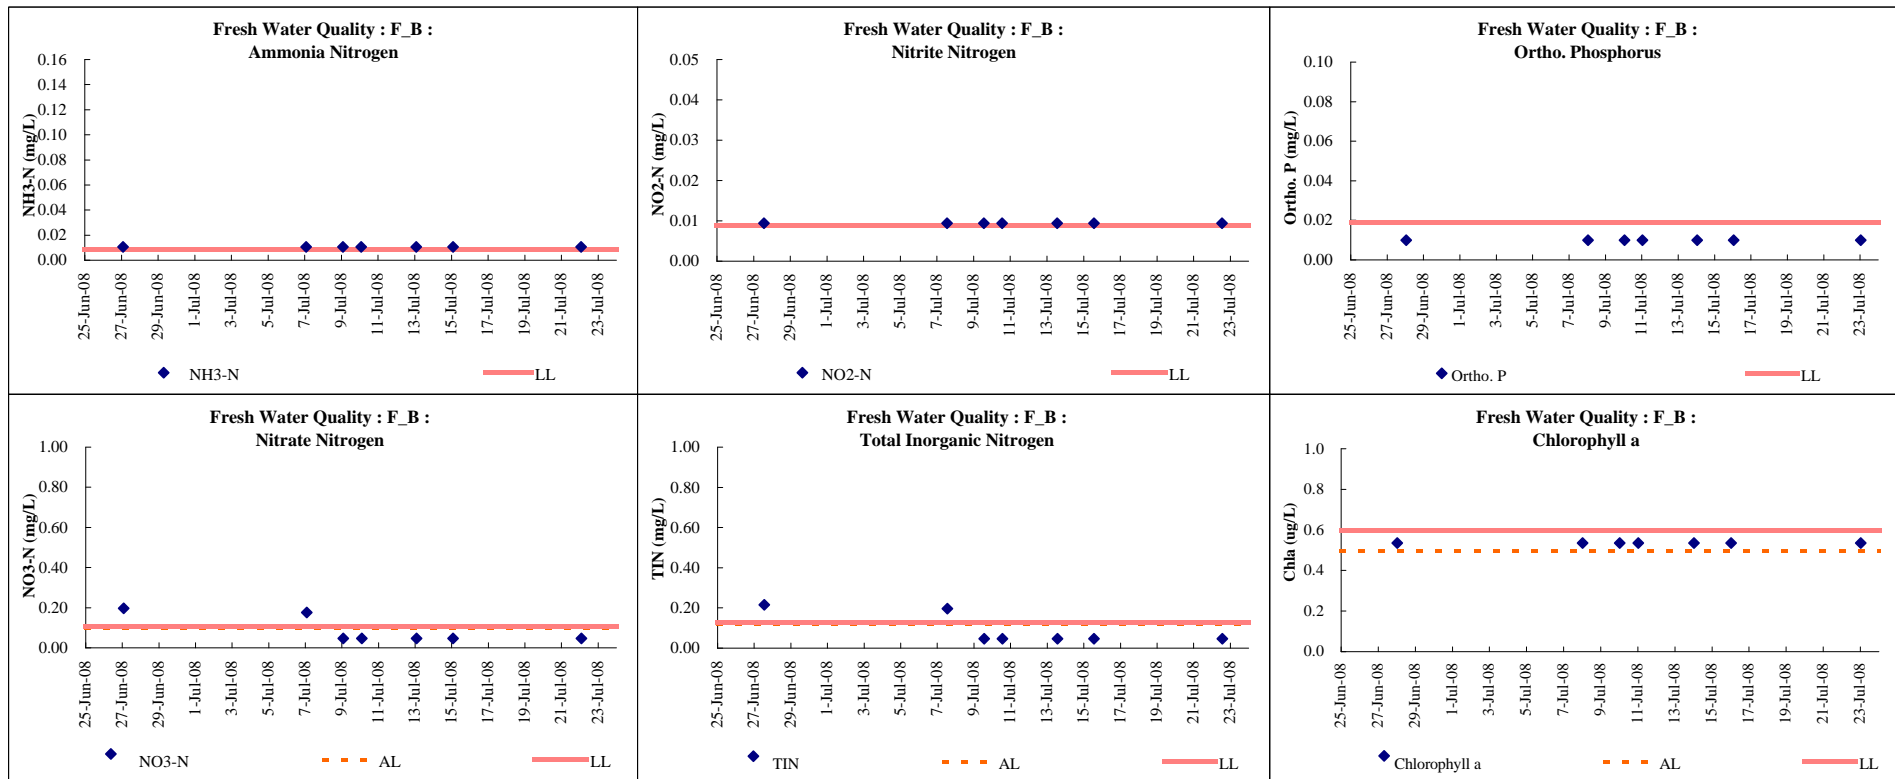 Fresh Water Quality : F_B :
Ammonia Nitrogen
NH3-N (mg/L)
0.16
0.14
0.12
0.10
0.08
0.06
0.04
0.02
0.00
25-Jun-08
27-Jun-08
29-Jun-08
1-Jul-08
3-Jul-08
5-Jul-08
7-Jul-08
9-Jul-08
11-Jul-08
13-Jul-08
15-Jul-08
17-Jul-08
19-Jul-08
21-Jul-08
23-Jul-08
NH3-N
LL
Fresh Water Quality : F_B :
Nitrite Nitrogen
NO2-N (mg/L)
0.05
0.04
0.03
0.02
0.01
0.00
25-Jun-08
27-Jun-08
29-Jun-08
1-Jul-08
3-Jul-08
5-Jul-08
7-Jul-08
9-Jul-08
11-Jul-08
13-Jul-08
15-Jul-08
17-Jul-08
19-Jul-08
21-Jul-08
23-Jul-08
NO2-N
LL
Fresh Water Quality : F_B :
Ortho. Phosphorus
Ortho. P (mg/L)
0.10
0.08
0.06
0.04
0.02
0.00
25-Jun-08
27-Jun-08
29-Jun-08
1-Jul-08
3-Jul-08
5-Jul-08
7-Jul-08
9-Jul-08
11-Jul-08
13-Jul-08
15-Jul-08
17-Jul-08
19-Jul-08
21-Jul-08
23-Jul-08
Ortho. P
LL
Fresh Water Quality : F_B :
Nitrate Nitrogen
NO3-N (mg/L)
1.00
0.80
0.60
0.40
0.20
0.00
25-Jun-08
27-Jun-08
29-Jun-08
1-Jul-08
3-Jul-08
5-Jul-08
7-Jul-08
9-Jul-08
11-Jul-08
13-Jul-08
15-Jul-08
17-Jul-08
19-Jul-08
21-Jul-08
23-Jul-08
NO3-N
AL
LL
Fresh Water Quality : F_B :
Total Inorganic Nitrogen
TIN (mg/L)
1.00
0.80
0.60
0.40
0.20
0.00
25-Jun-08
27-Jun-08
29-Jun-08
1-Jul-08
3-Jul-08
5-Jul-08
7-Jul-08
9-Jul-08
11-Jul-08
13-Jul-08
15-Jul-08
17-Jul-08
19-Jul-08
21-Jul-08
23-Jul-08
TIN
AL
LL
Fresh Water Quality : F_B :
Chlorophyll a
Chla (ug/L)
1.0
0.8
0.6
0.4
0.2
0.0
25-Jun-08
27-Jun-08
29-Jun-08
1-Jul-08
3-Jul-08
5-Jul-08
7-Jul-08
9-Jul-08
11-Jul-08
13-Jul-08
15-Jul-08
17-Jul-08
19-Jul-08
21-Jul-08
23-Jul-08
Chlorophyll a
AL
LL